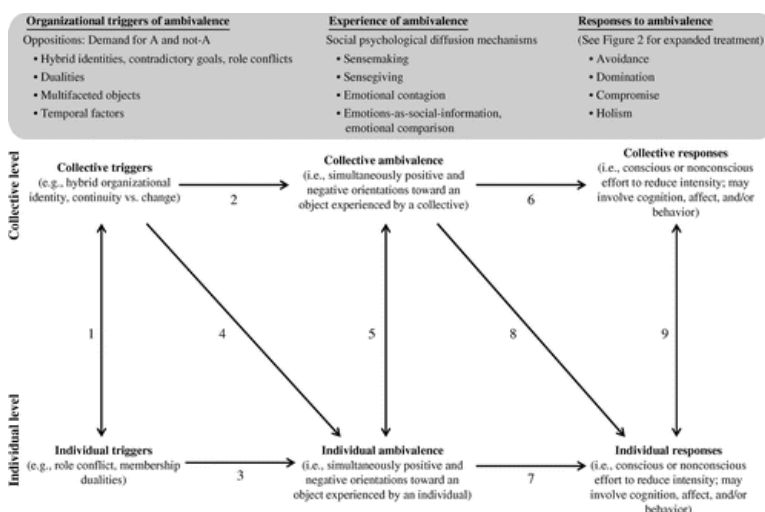 Organizational triggers of ambivalence
Oppositions: Demand for A and not-A
• Hybrid identities, contradictory goals, role conflicts
• Dualities
• Multifaceted objects
• Temporal factors
Experience of ambivalence
Social psychological diffusion mechanisms
• Sensemaking
• Sensegiving
• Emotional contagion
• Emotions-as-social-information,
emotional comparison
Responses to ambivalence
(See Figure 2 for expanded treatment)
• Avoidance
• Domination
• Compromise
• Holism
Collective level
Collective triggers
(e.g., hybrid organizational
identity, continuity vs. change)
2
Collective ambivalence
(i.e., simultaneously positive and
negative orientations toward an
object experienced by a collective)
6
Collective responses
(i.e., conscious or nonconscious
effort to reduce intensity; may
involve cognition, affect, and/or
behavior)
1
4
5
8
9
Individual level
Individual triggers
(e.g., role conflict, membership
dualities)
3
Individual ambivalence
(i.e., simultaneously positive and
negative orientations toward an
object experienced by an individual)
7
Individual responses
(i.e., conscious or nonconscious
effort to reduce intensity; may
involve cognition, affect, and/or
behavior)